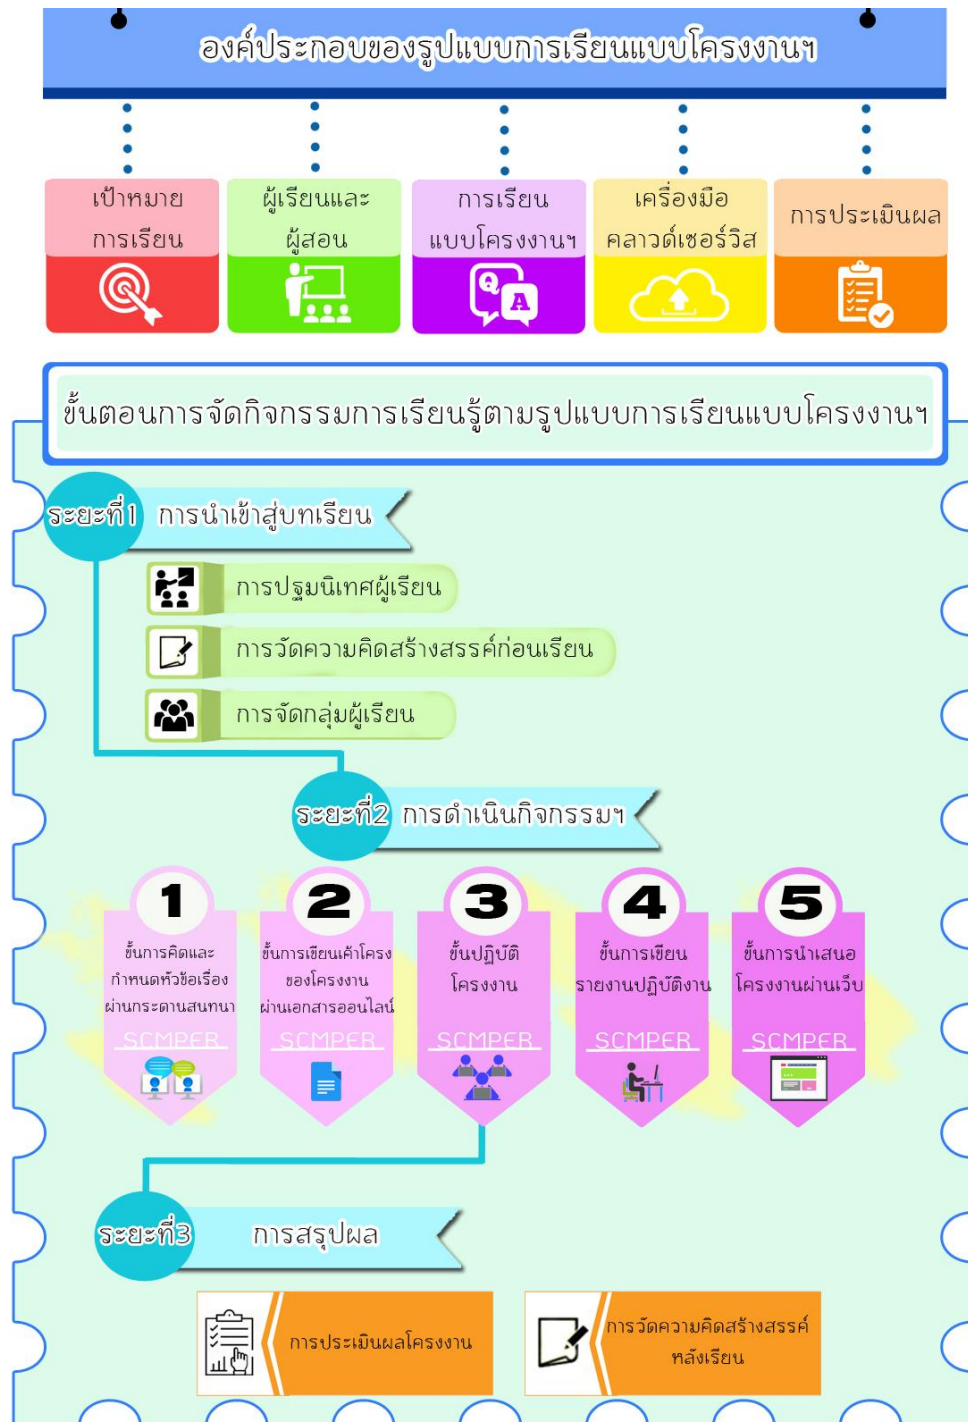 องค์ประกอบของรูปแบบการเรียนแบบโครงงานฯ
เป้าหมาย
การเรียน
ผู้เรียนและ
ผู้สอน
การเรียน
แบบโครงงานฯ
เครื่องมือ
คลาวด์เซอร์วิส
การประเมินผล
Q
A
ขั้นตอนการจัดกิจกรรมการเรียนรู้ตามรูปแบบการเรียนแบบโครงงานฯ
ระยะที่1 การนำเข้าสู่บทเรียน
การปฐมนิเทศผู้เรียน
การวัดความคิดสร้างสรรค์ก่อนเรียน
การจัดกลุ่มผู้เรียน
ระยะที่2 การดำเนินกิจกรรมฯ
1
ขั้นการคิดและ
กำหนดหัวข้อเรื่อง
ผ่านกระดานสนทนา
SCMPER
2
ขั้นการเขียนเค้าโครง
ของโครงงาน
ผ่านเอกสารออนไลน์
SCMPER
3
ขั้นปฏิบัติ
โครงงาน
SCMPER
4
ขั้นการเขียน
รายงานปฏิบัติงาน
SCMPER
5
ขั้นการนำเสนอ
โครงงานผ่านเว็บ
SCMPER
ระยะที่3 การสรุปผล
การประเมินผลโครงงาน
การวัดความคิดสร้างสรรค์
หลังเรียน